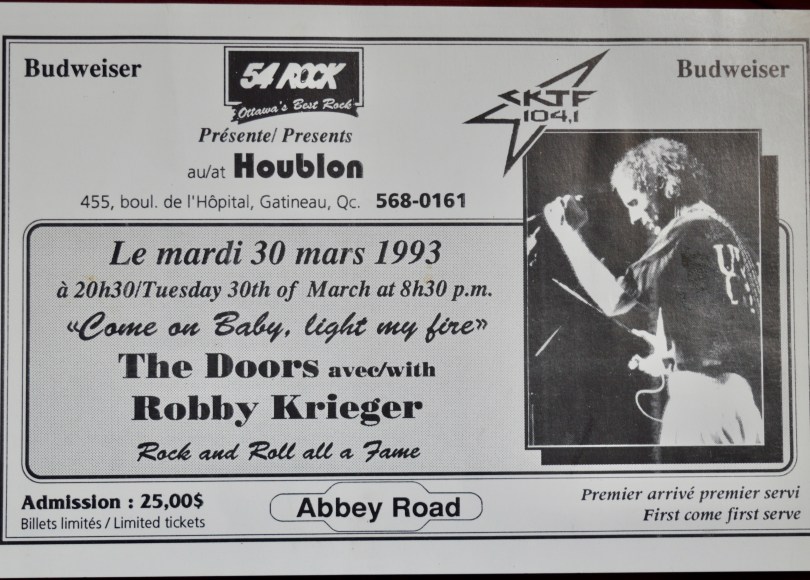 Budweiser
54 ROCK
Ottawa's Best Rock
CKTF
104,1
Budweiser
Présente/ Presents
au/at Houblon
455, boul. de l'Hôpital, Gatineau, Qc. 568-0161
Le mardi 30 mars 1993
à 20h30/Tuesday 30th of March at 8h30 p.m.
«Come on Baby, light my fire»
The Doors avec/with
Robby Krieger
Rock and Roll all a Fame
Admission : 25,00$
Billets limités / Limited tickets
Abbey Road
Premier arrivé premier servi
First come first serve